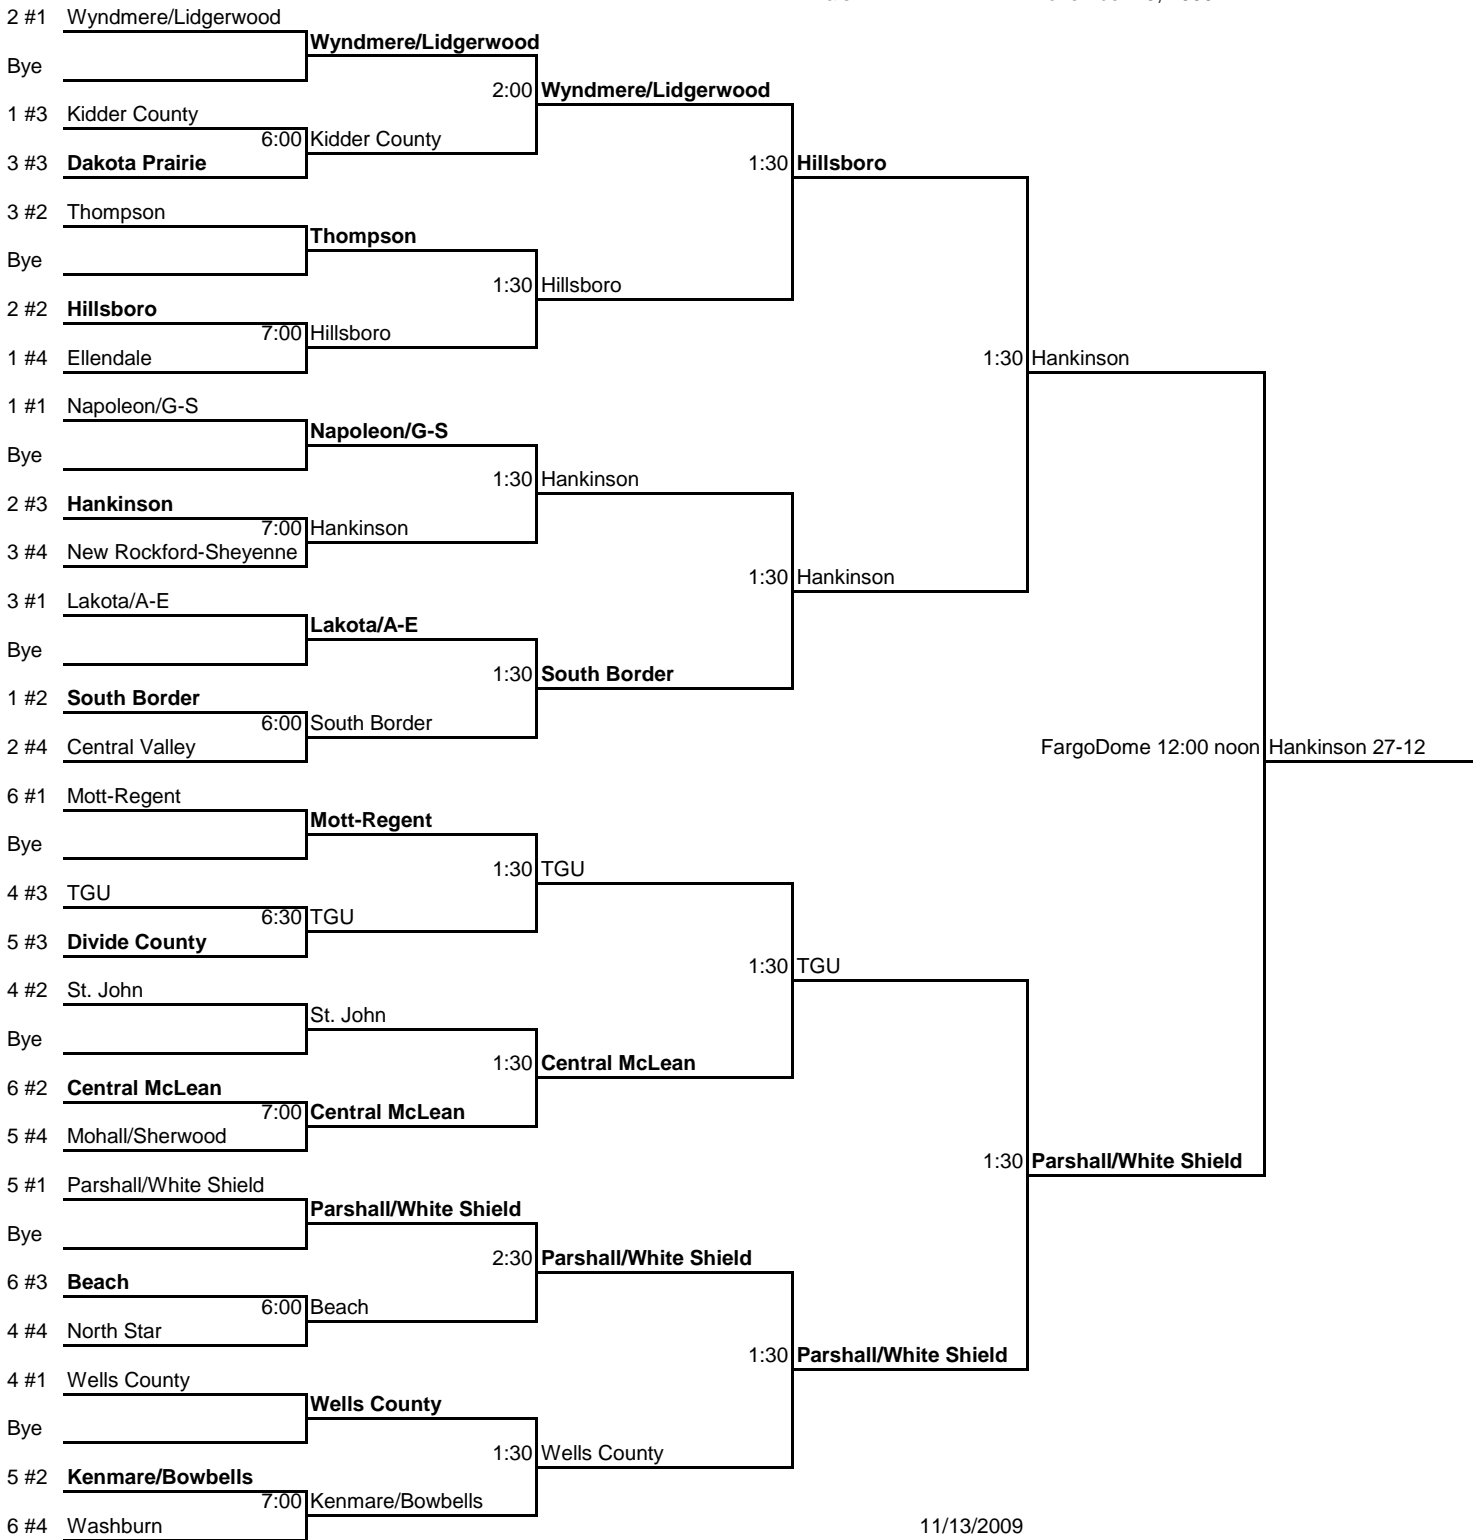 2 #1 Wyndmere/Lidgerwood
Wyndmere/Lidgerwood
Bye
2:00 Wyndmere/Lidgerwood
1 #3 Kidder County
6:00 Kidder County
3 #3 Dakota Prairie
1:30 Hillsboro
3 #2 Thompson
Thompson
Bye
1:30 Hillsboro
2 #2 Hillsboro
7:00 Hillsboro
1 #4 Ellendale
1:30 Hankinson
1 #1 Napoleon/G-S
Napoleon/G-S
Bye
1:30 Hankinson
2 #3 Hankinson
7:00 Hankinson
3 #4 New Rockford-Sheyenne
1:30 Hankinson
3 #1 Lakota/A-E
Lakota/A-E
Bye
1:30 South Border
1 #2 South Border
6:00 South Border
2 #4 Central Valley
FargoDome 12:00 noon Hankinson 27-12
6 #1 Mott-Regent
Mott-Regent
Bye
1:30 TGU
4 #3 TGU
6:30 TGU
5 #3 Divide County
1:30 TGU
4 #2 St. John
St. John
Bye
1:30 Central McLean
6 #2 Central McLean
7:00 Central McLean
5 #4 Mohall/Sherwood
1:30 Parshall/White Shield
5 #1 Parshall/White Shield
Parshall/White Shield
Bye
2:30 Parshall/White Shield
6 #3 Beach
6:00 Beach
4 #4 North Star
1:30 Parshall/White Shield
4 #1 Wells County
Wells County
Bye
1:30 Wells County
5 #2 Kenmare/Bowbells
7:00 Kenmare/Bowbells
6 #4 Washburn
11/13/2009